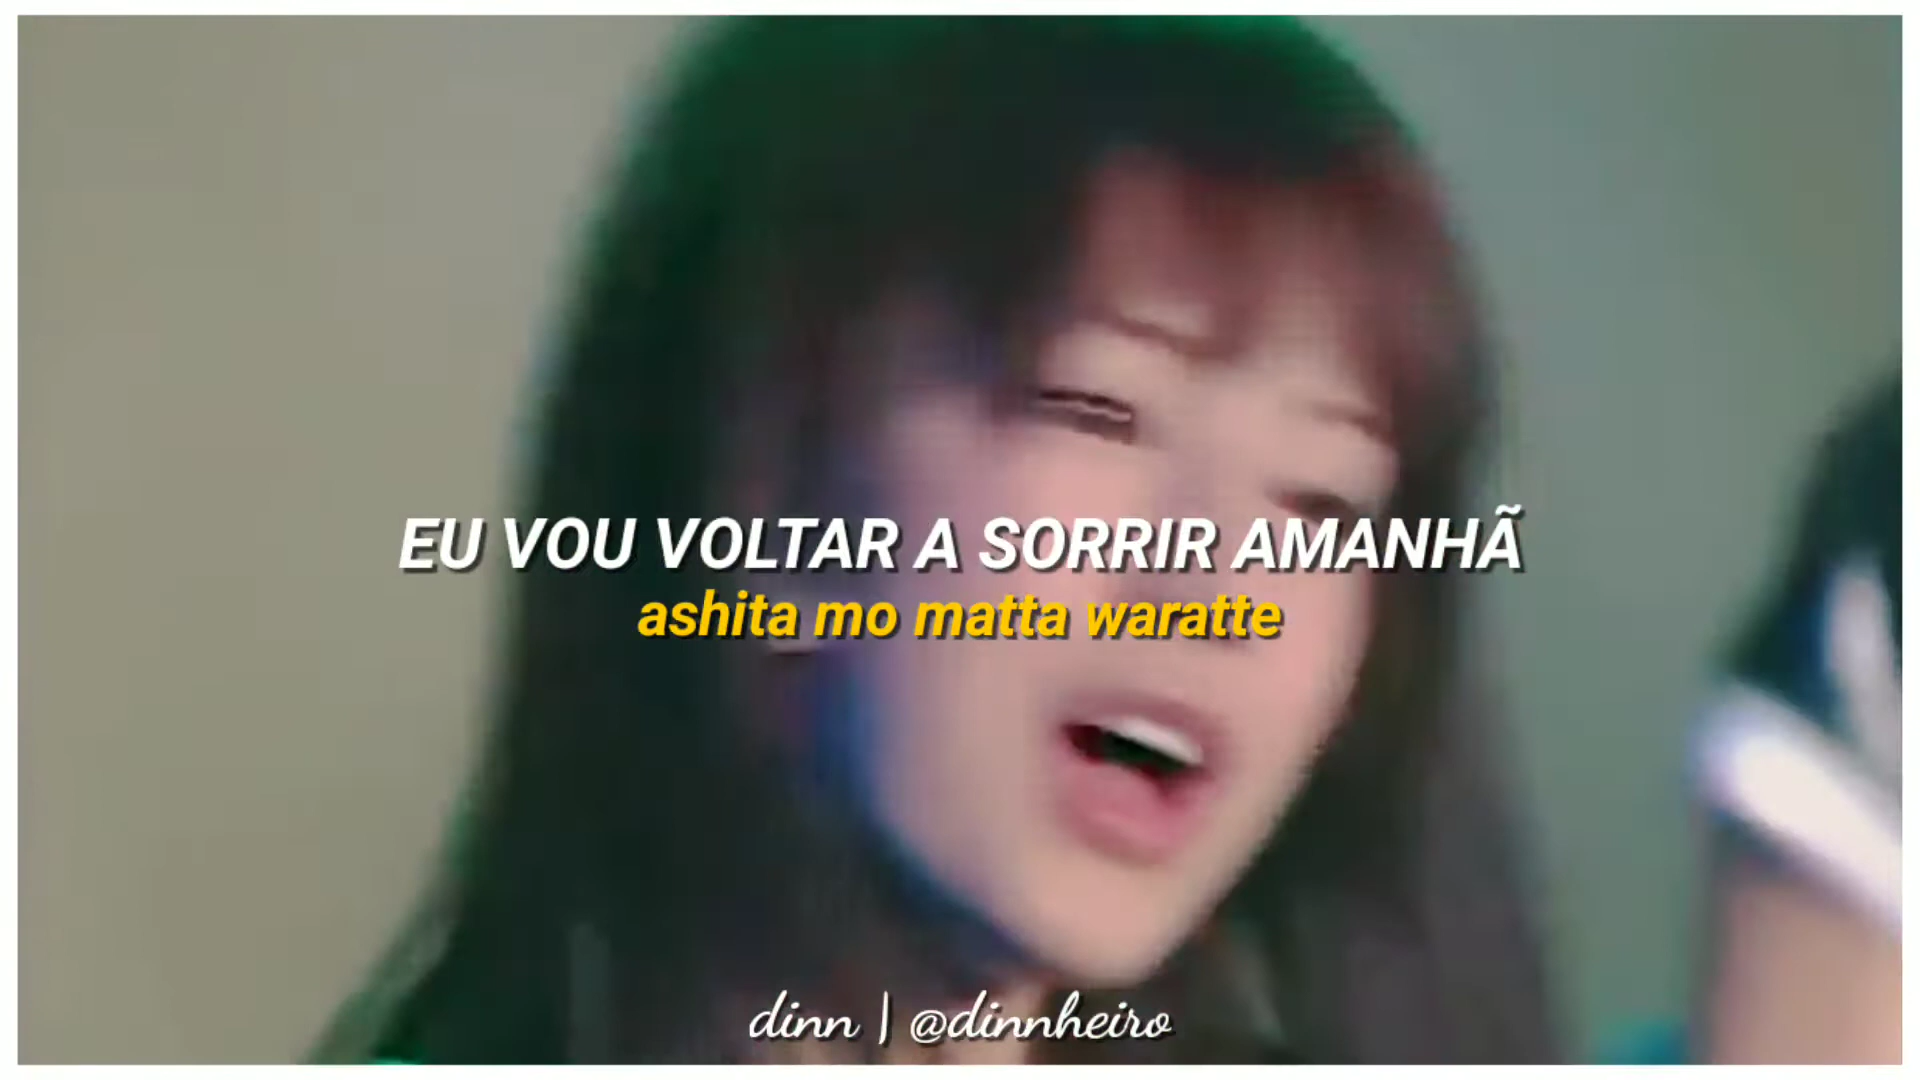 EU VOU VOLTAR A SORRIR AMANHÃ
ashita mo matta waratte
dinn | @dinnheiro